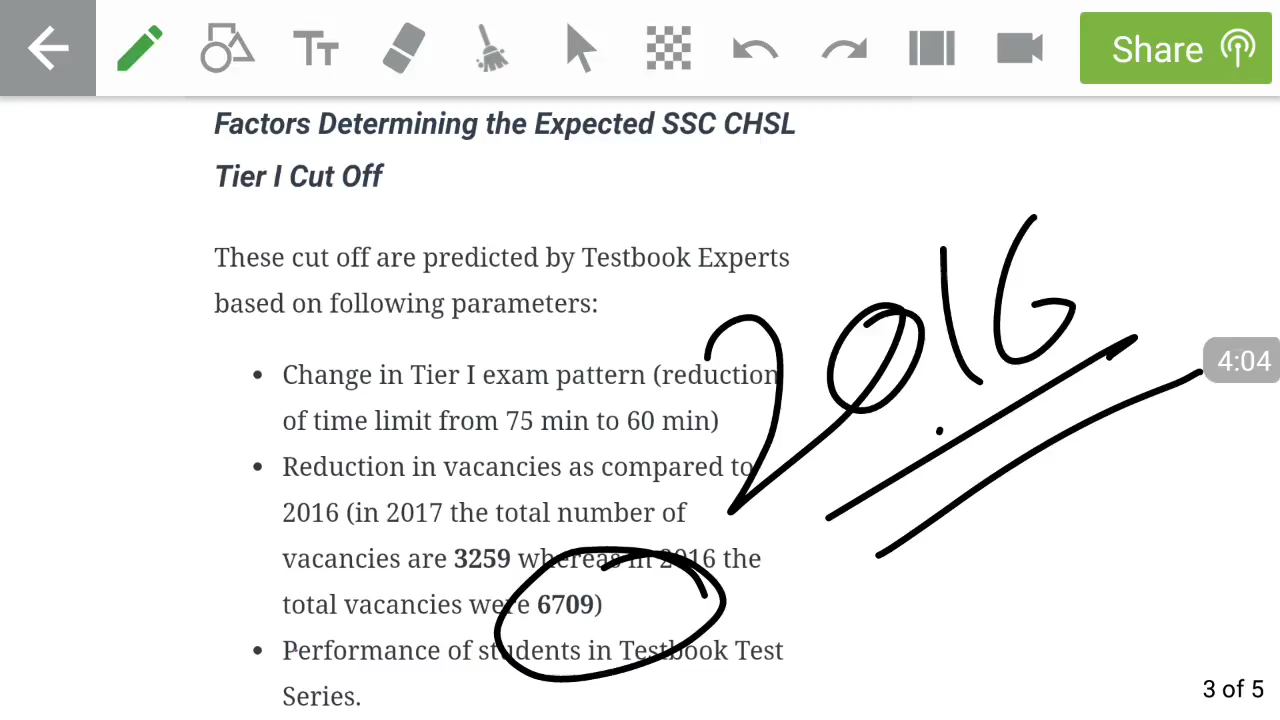 Share
Factors Determining the Expected SSC CHSL
Tier I Cut Off
These cut off are predicted by Testbook Experts
based on following parameters:
2016
4:04
• Change in Tier I exam pattern (reduction
of time limit from 75 min to 60 min)
• Reduction in vacancies as compared to
2016 (in 2017 the total number of
vacancies are 3259 whereas in 2016 the
total vacancies were 6709)
• Performance of students in Testbook Test
Series.
3 of 5